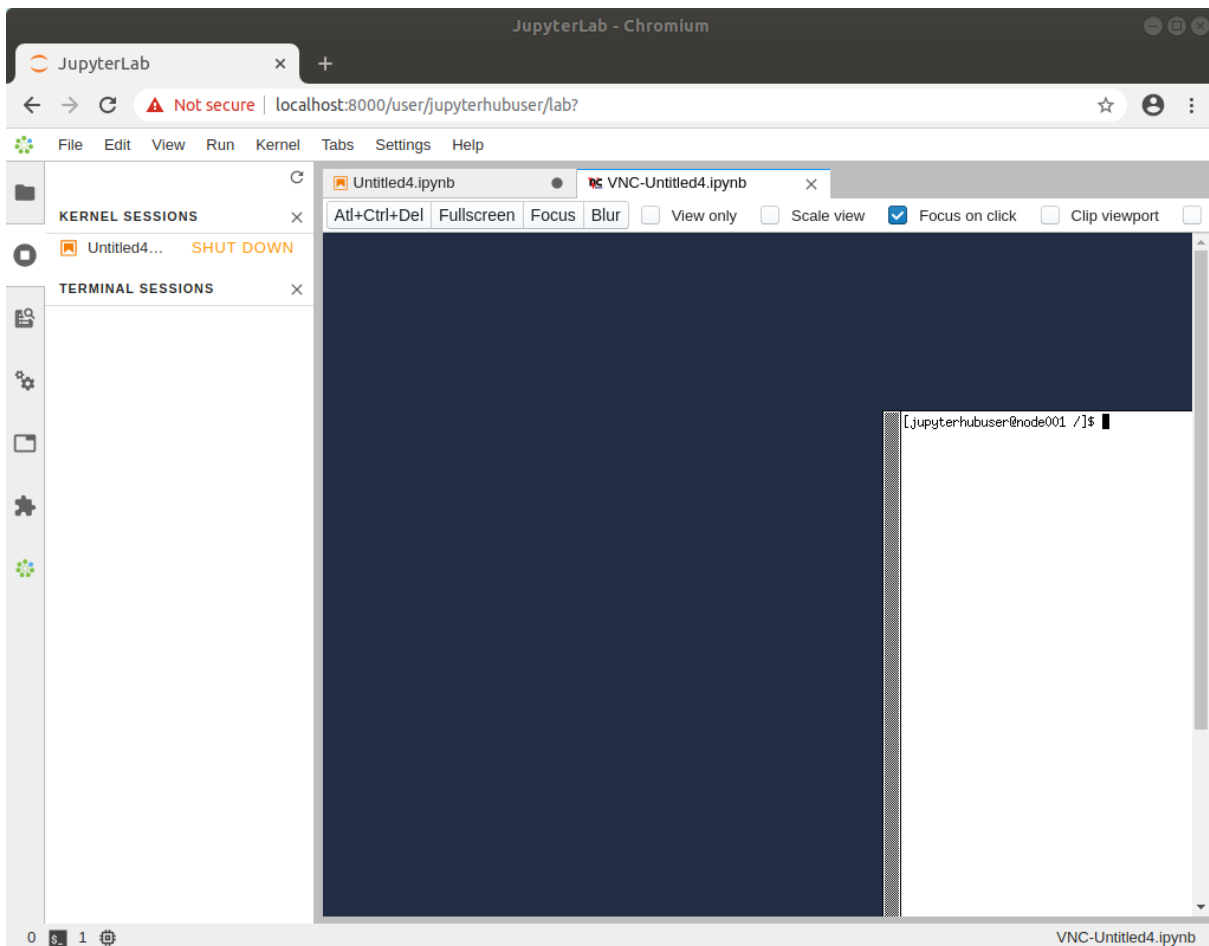 JupyterLab - Chromium
JupyterLab
Not secure | localhost:8000/user/jupyterhubuser/lab?
File Edit View Run Kernel Tabs Settings Help
Untitled4.ipynb VNC-Untitled4.ipynb
KERNEL SESSIONS
Atl+Ctrl+Del Fullscreen Focus Blur View only Scale view Focus on click Clip viewport
Untitled4... SHUT DOWN
TERMINAL SESSIONS
[jupyterhubuser@node001 /]$
0 $_ 1 VNC-Untitled4.ipynb